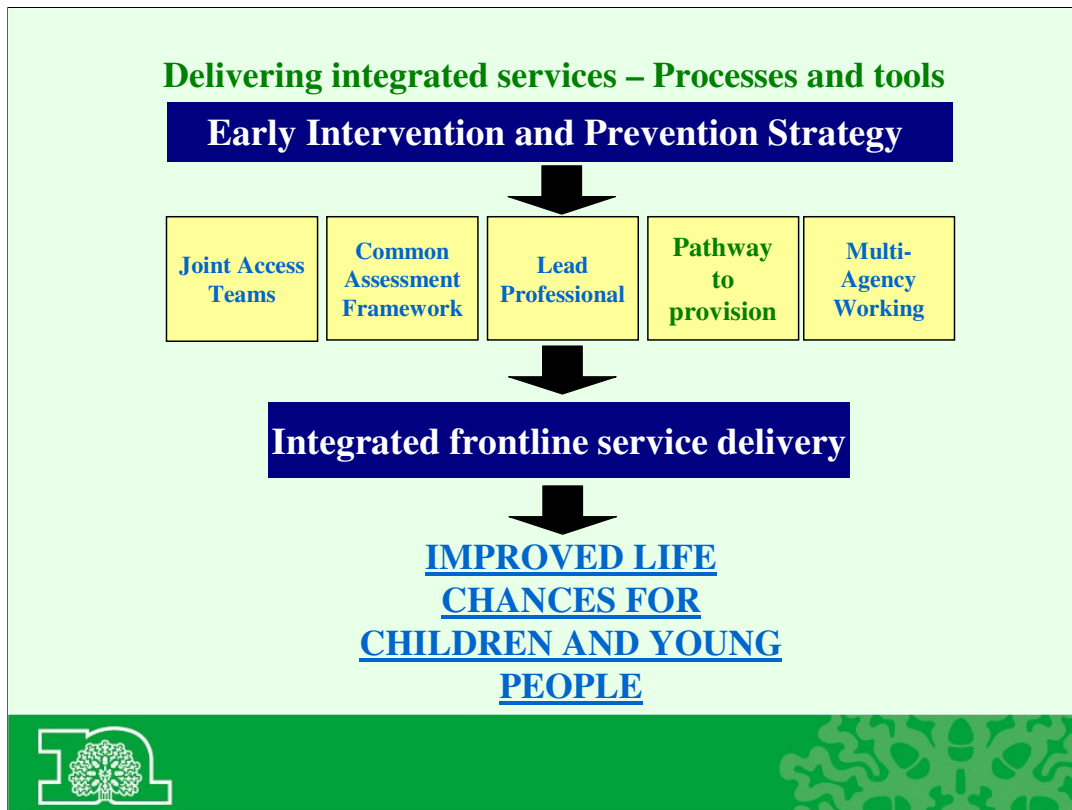 Delivering integrated services – Processes and tools
Early Intervention and Prevention Strategy
Joint Access
Teams
Common
Assessment
Framework
Lead
Professional
Pathway
to
provision
Multi-
Agency
Working
Integrated frontline service delivery
IMPROVED LIFE
CHANCES FOR
CHILDREN AND YOUNG
PEOPLE